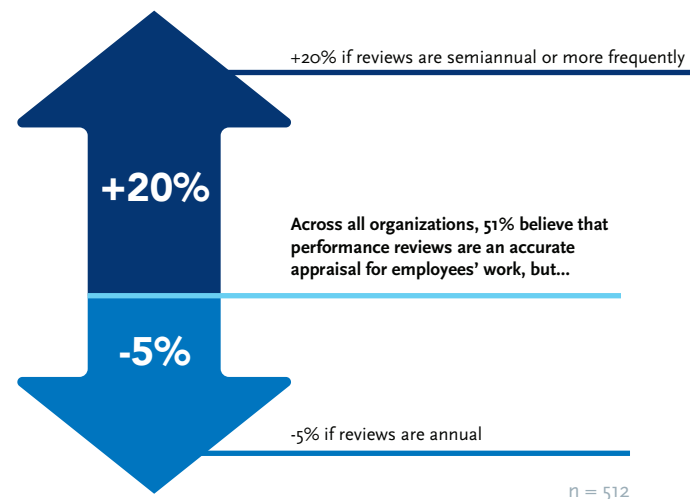 +20% if reviews are semiannual or more frequently
+20%
Across all organizations, 51% believe that
performance reviews are an accurate
appraisal for employees’ work, but...
-5%
-5% if reviews are annual
n = 512